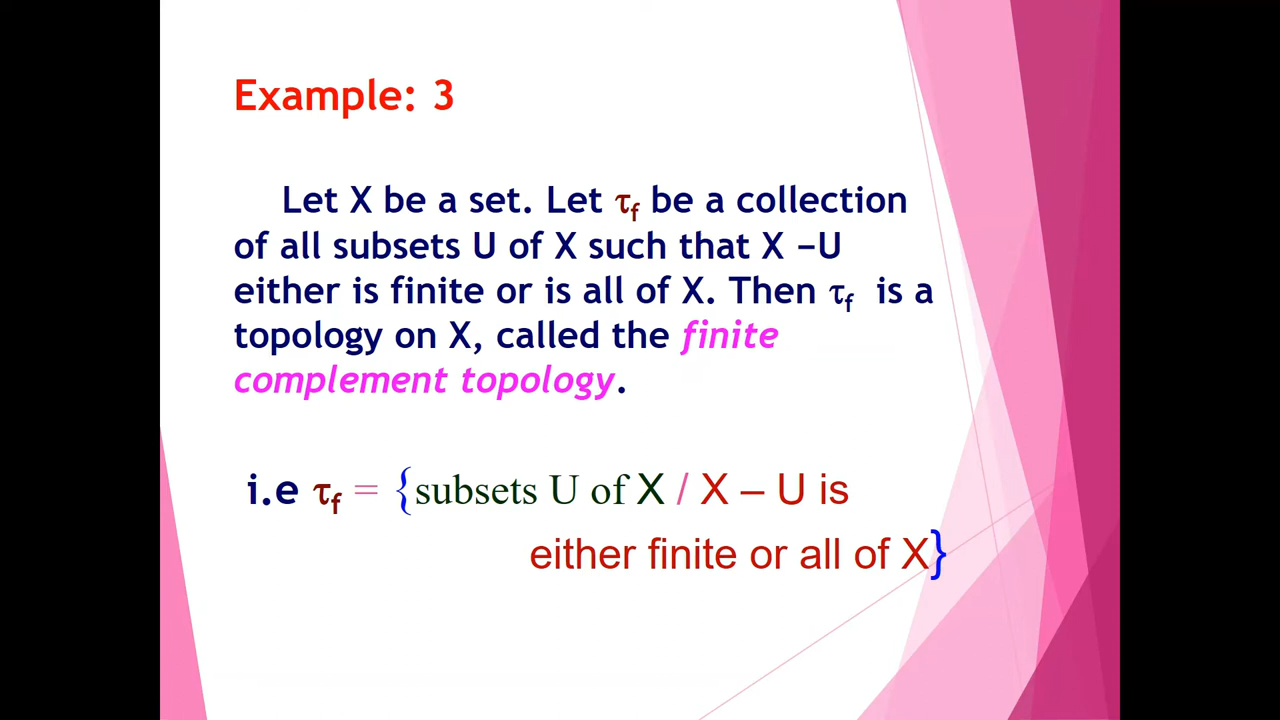 Example: 3
Let X be a set. Let τf be a collection
of all subsets U of X such that X –U
either is finite or is all of X. Then τf is a
topology on X, called the finite
complement topology.
i.e τf = {subsets U of X / X – U is
either finite or all of X}